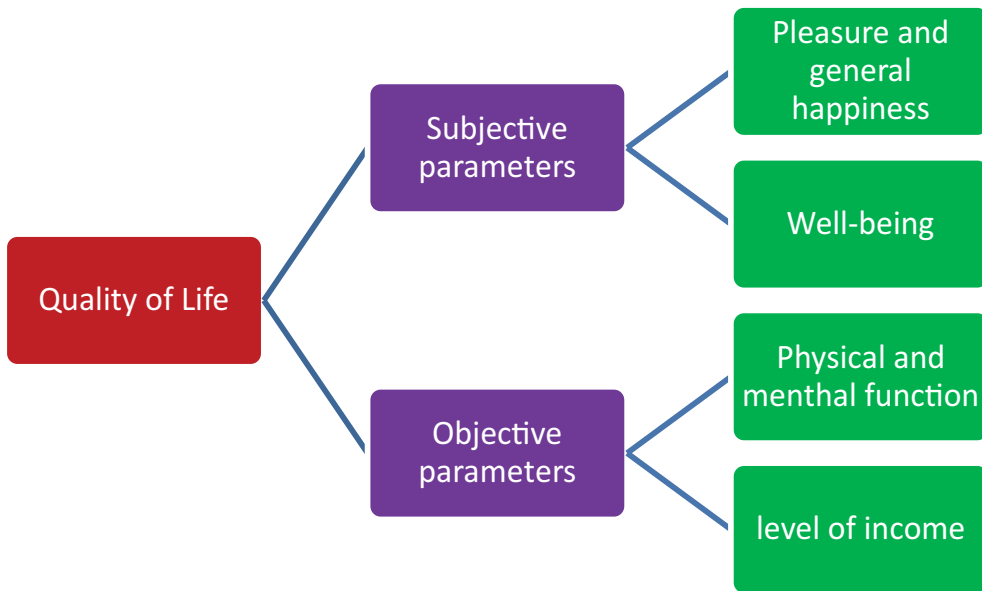 Quality of Life
Subjective
parameters
Objective
parameters
Pleasure and
general
happiness
Well-being
Physical and
menthal function
level of income